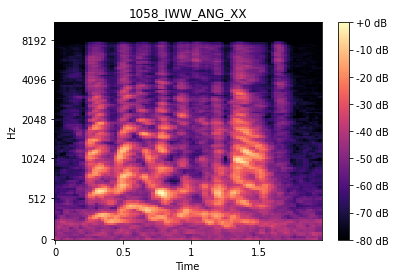 1058_IWW_ANG_XX
8192
4096
2048
1024
512
0
Hz
0
0.5
1
1.5
Time
+0 dB
-10 dB
-20 dB
-30 dB
-40 dB
-50 dB
-60 dB
-70 dB
-80 dB